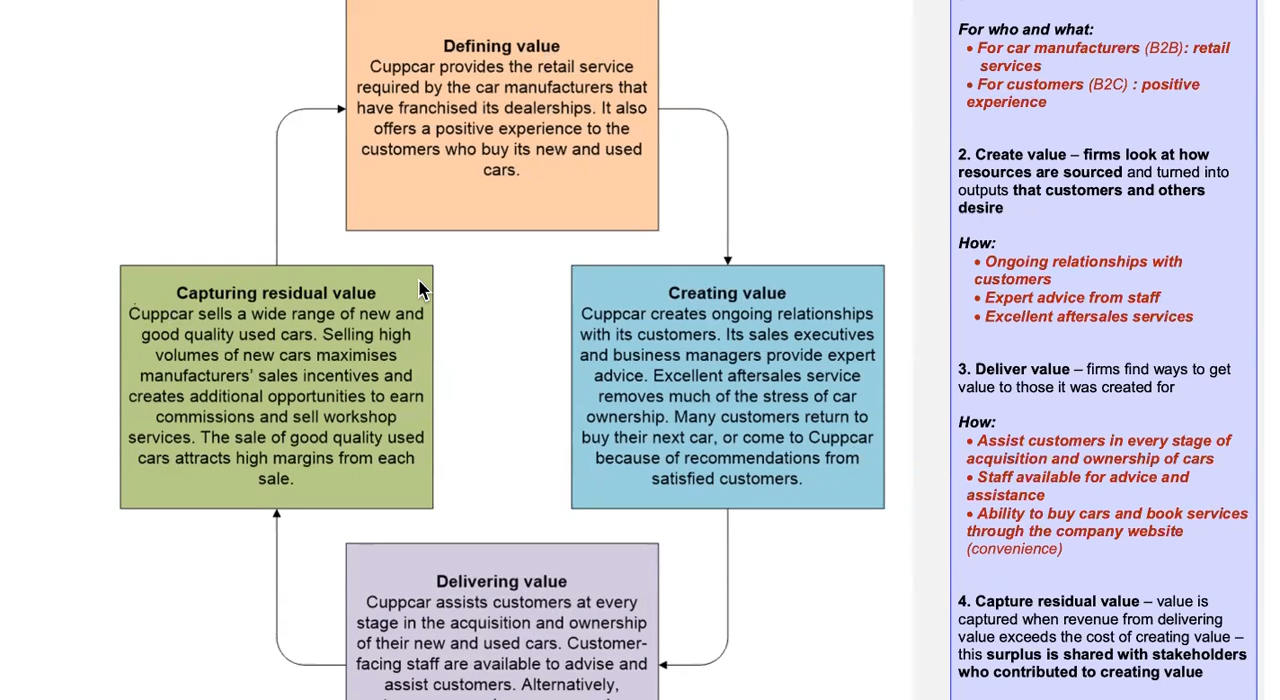 Defining value
Cuppcar provides the retail service
required by the car manufacturers that
have franchised its dealerships. It also
offers a positive experience to the
customers who buy its new and used
cars.
Capturing residual value
Cuppcar sells a wide range of new and
good quality used cars. Selling high
volumes of new cars maximises
manufacturers' sales incentives and
creates additional opportunities to earn
commissions and sell workshop
services. The sale of good quality used
cars attracts high margins from each
sale.
Creating value
Cuppcar creates ongoing relationships
with its customers. Its sales executives
and business managers provide expert
advice. Excellent aftersales service
removes much of the stress of car
ownership. Many customers return to
buy their next car, or come to Cuppcar
because of recommendations from
satisfied customers.
Delivering value
Cuppcar assists customers at every
stage in the acquisition and ownership
of their new and used cars. Customer-
facing staff are available to advise and
assist customers. Alternatively,
For who and what:
• For car manufacturers (B2B): retail
services
• For customers (B2C) : positive
experience
2. Create value – firms look at how
resources are sourced and turned into
outputs that customers and others
desire
How:
• Ongoing relationships with
customers
• Expert advice from staff
• Excellent aftersales services
3. Deliver value – firms find ways to get
value to those it was created for
How:
• Assist customers in every stage of
acquisition and ownership of cars
• Staff available for advice and
assistance
• Ability to buy cars and book services
through the company website
(convenience)
4. Capture residual value – value is
captured when revenue from delivering
value exceeds the cost of creating value –
this surplus is shared with stakeholders
who contributed to creating value